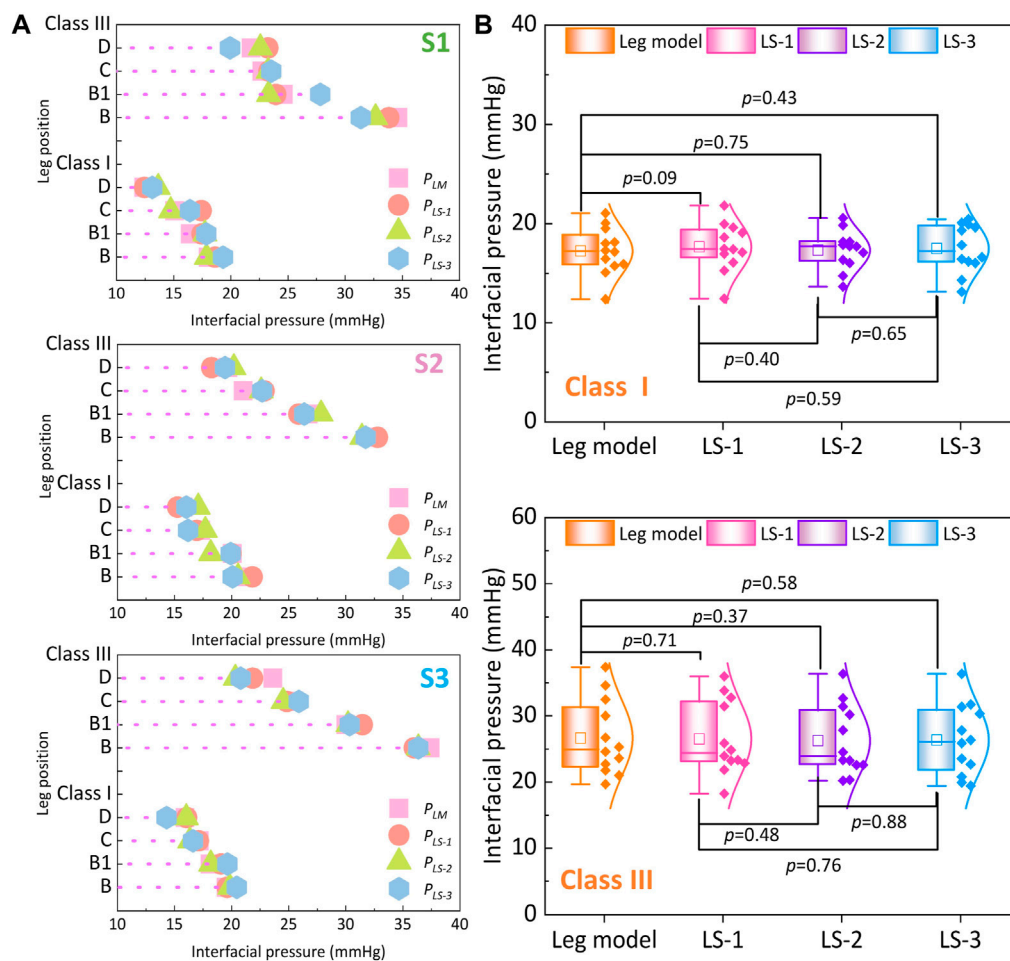 A
Class III
S1
D
C
B1
B
Leg position
Class I
D
C
B1
B
P_LM
P_LS-1
P_LS-2
P_LS-3
10 15 20 25 30 35 40
Interfacial pressure (mmHg)
Class III
S2
D
C
B1
B
Leg position
Class I
D
C
B1
B
P_LM
P_LS-1
P_LS-2
P_LS-3
10 15 20 25 30 35 40
Interfacial pressure (mmHg)
Class III
S3
D
C
B1
B
Leg position
Class I
D
C
B1
B
P_LM
P_LS-1
P_LS-2
P_LS-3
10 15 20 25 30 35 40
Interfacial pressure (mmHg)
B
Leg model LS-1 LS-2 LS-3
40
30
20
10
0
Interfacial pressure (mmHg)
p=0.43
p=0.75
p=0.09
p=0.65
p=0.40
p=0.59
Class I
Leg model LS-1 LS-2 LS-3
Leg model LS-1 LS-2 LS-3
60
50
40
30
20
10
0
Interfacial pressure (mmHg)
p=0.58
p=0.37
p=0.71
p=0.88
p=0.48
p=0.76
Class III
Leg model LS-1 LS-2 LS-3